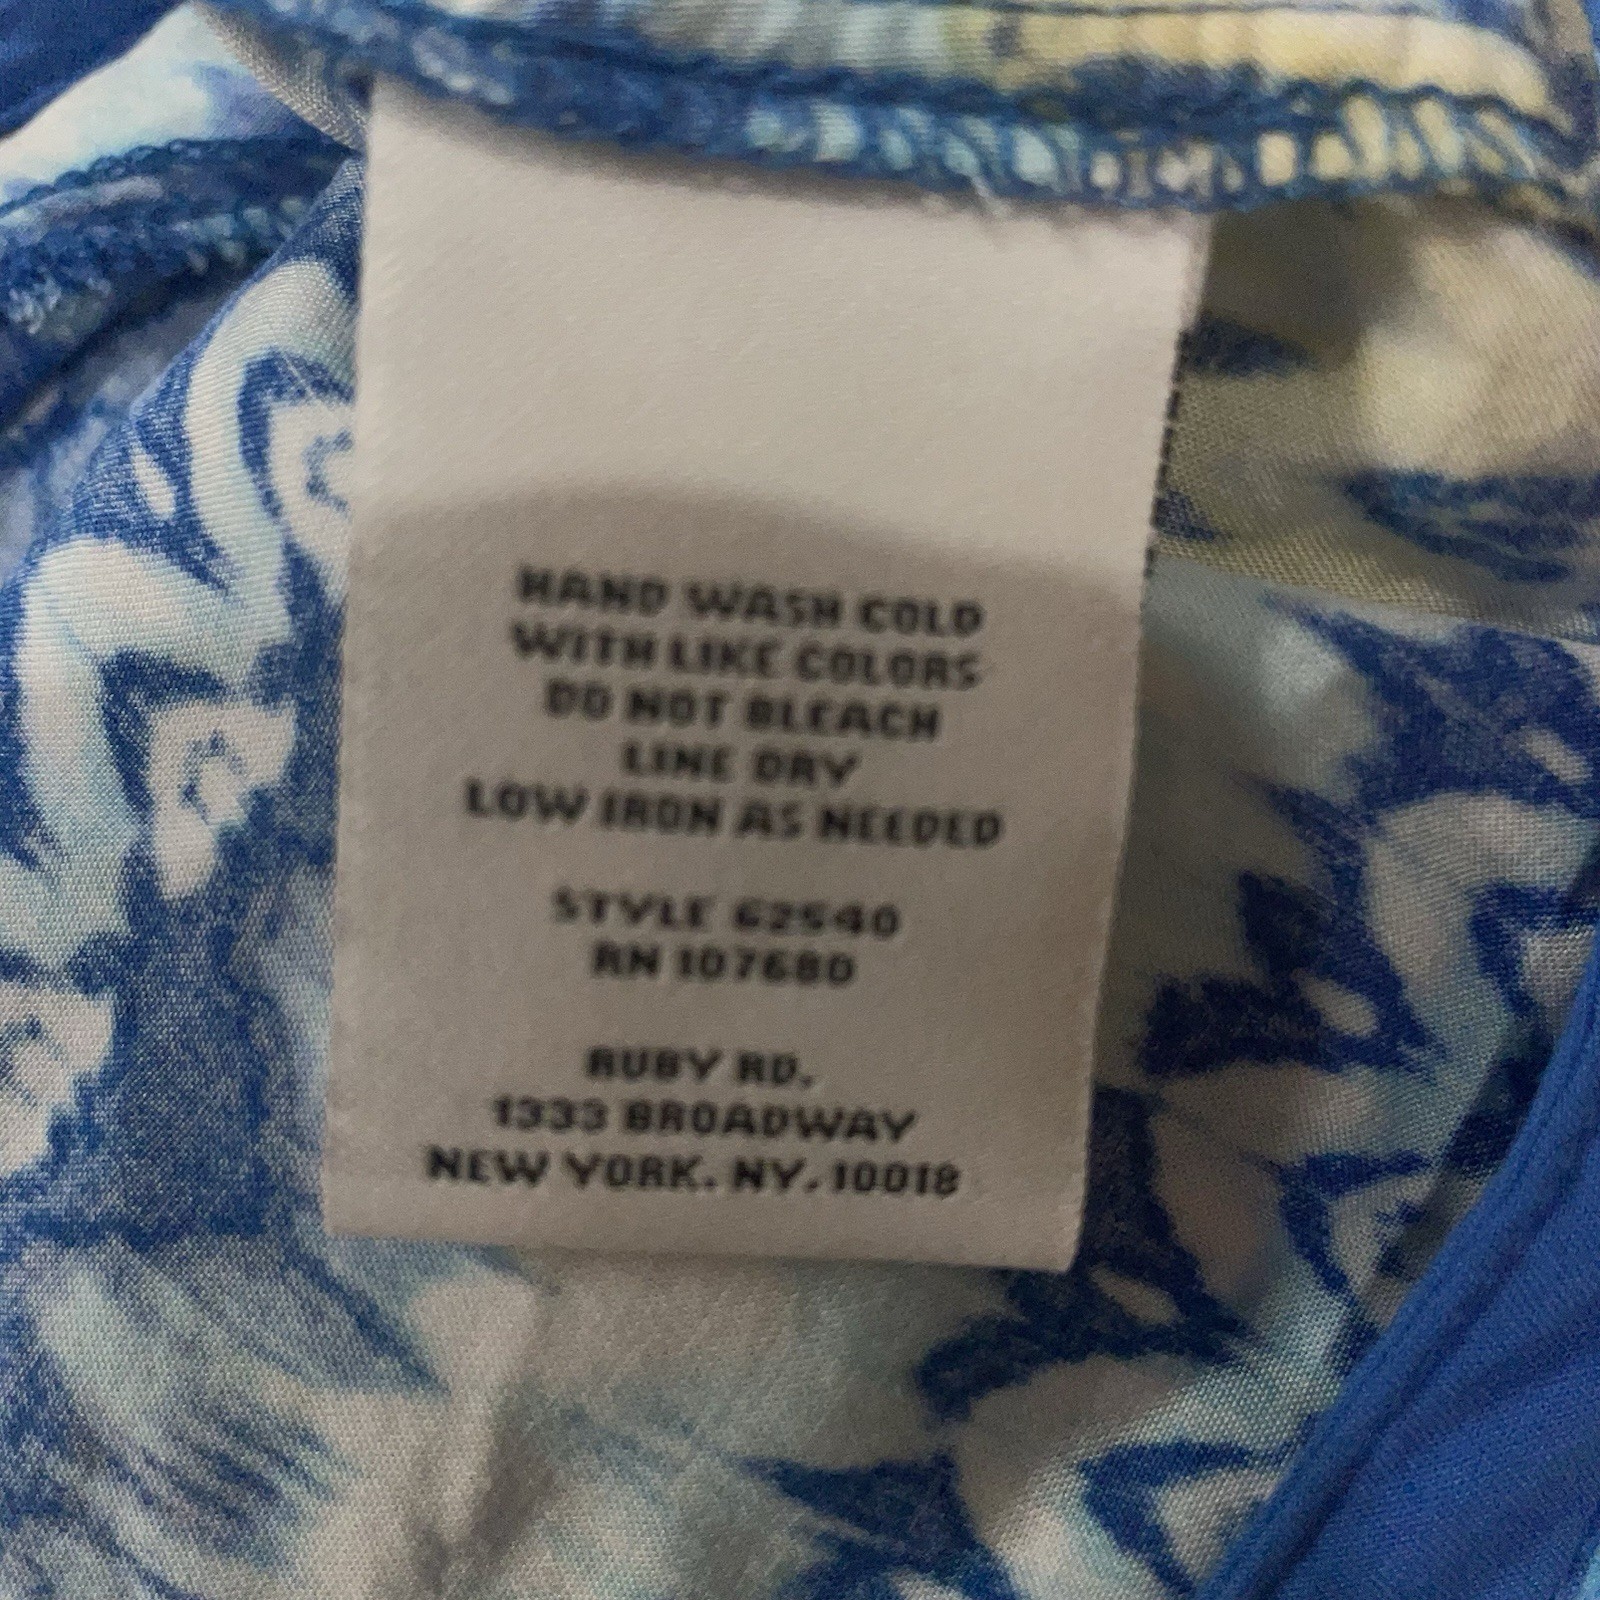 HAND WASH COLD
WITH LIKE COLORS
DO NOT BLEACH
LINE DRY
LOW IRON AS NEEDED
STYLE 62540
RN 107680
RUBY RD.
1333 BROADWAY
NEW YORK. NY. 10018